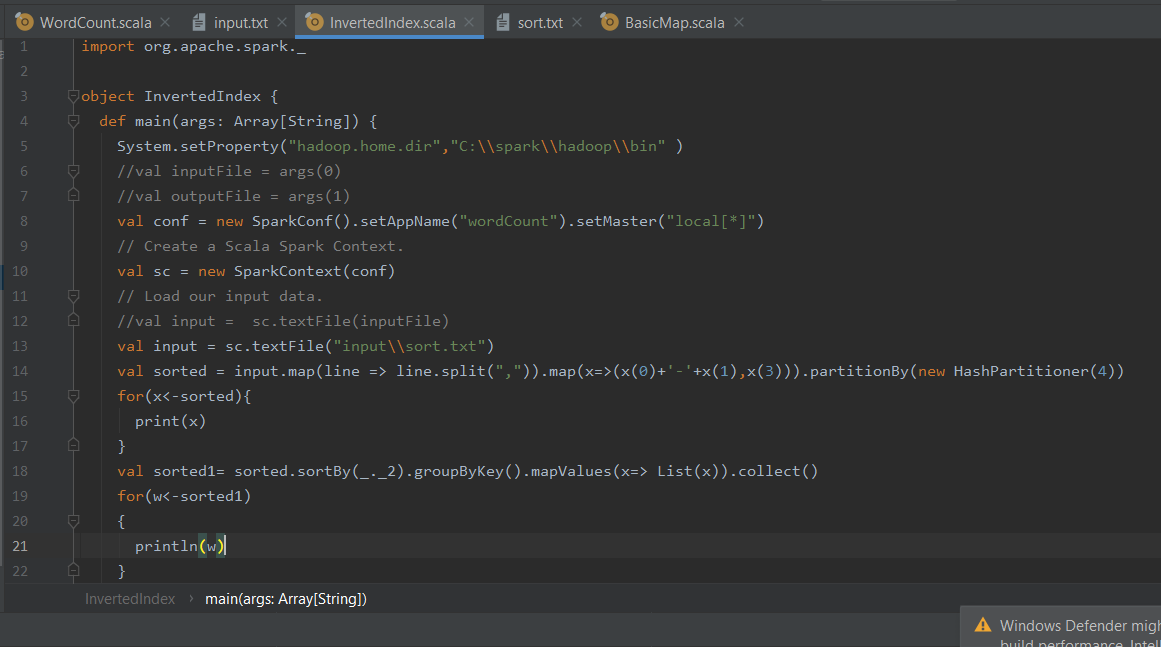 WordCount.scala input.txt InvertedIndex.scala sort.txt BasicMap.scala
1 import org.apache.spark._
2
3 object InvertedIndex {
4 def main(args: Array[String]) {
5 System.setProperty("hadoop.home.dir","C:\\spark\\hadoop\\bin" )
6 //val inputFile = args(0)
7 //val outputFile = args(1)
8 val conf = new SparkConf().setAppName("wordCount").setMaster("local[*]")
9 // Create a Scala Spark Context.
10 val sc = new SparkContext(conf)
11 // Load our input data.
12 //val input =  sc.textFile(inputFile)
13 val input = sc.textFile("input\\sort.txt")
14 val sorted = input.map(line => line.split(",")).map(x=>(x(0)+'-'+x(1),x(3))).partitionBy(new HashPartitioner(4))
15 for(x<-sorted){
16 print(x)
17 }
18 val sorted1= sorted.sortBy(_._2).groupByKey().mapValues(x=> List(x)).collect()
19 for(w<-sorted1)
20 {
21 println(w)
22 }
InvertedIndex › main(args: Array[String])
Windows Defender migh
build performance. Intell